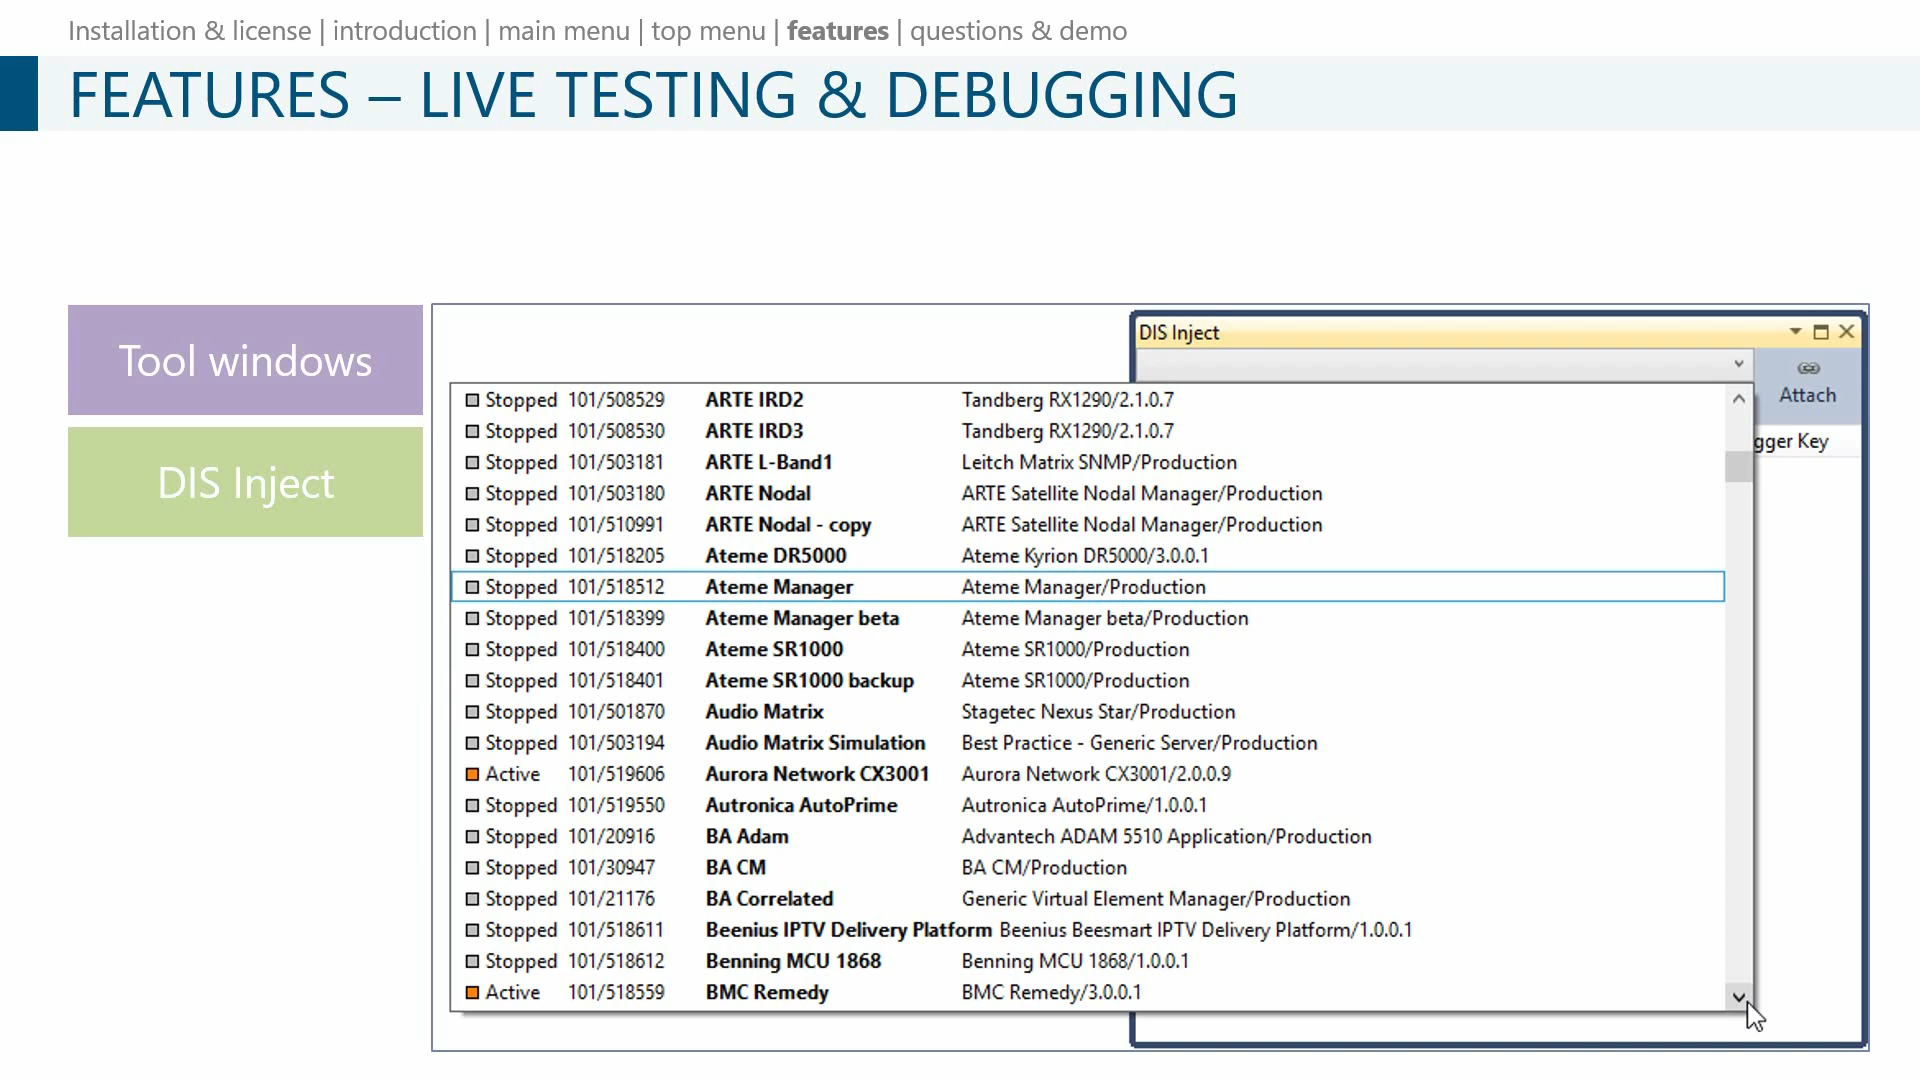 Installation & license | introduction | main menu | top menu | features | questions & demo
FEATURES – LIVE TESTING & DEBUGGING
Tool windows
DIS Inject
DIS Inject
Attach
gger Key
Stopped 101/508529 ARTE IRD2 Tandberg RX1290/2.1.0.7
Stopped 101/508530 ARTE IRD3 Tandberg RX1290/2.1.0.7
Stopped 101/503181 ARTE L-Band1 Leitch Matrix SNMP/Production
Stopped 101/503180 ARTE Nodal ARTE Satellite Nodal Manager/Production
Stopped 101/510991 ARTE Nodal - copy ARTE Satellite Nodal Manager/Production
Stopped 101/518205 Ateme DR5000 Ateme Kyrion DR5000/3.0.0.1
Stopped 101/518512 Ateme Manager Ateme Manager/Production
Stopped 101/518399 Ateme Manager beta Ateme Manager beta/Production
Stopped 101/518400 Ateme SR1000 Ateme SR1000/Production
Stopped 101/518401 Ateme SR1000 backup Ateme SR1000/Production
Stopped 101/501870 Audio Matrix Stagetec Nexus Star/Production
Stopped 101/503194 Audio Matrix Simulation Best Practice - Generic Server/Production
Active 101/519606 Aurora Network CX3001 Aurora Network CX3001/2.0.0.9
Stopped 101/519550 Autronica AutoPrime Autronica AutoPrime/1.0.0.1
Stopped 101/20916 BA Adam Advantech ADAM 5510 Application/Production
Stopped 101/30947 BA CM BA CM/Production
Stopped 101/21176 BA Correlated Generic Virtual Element Manager/Production
Stopped 101/518611 Beenius IPTV Delivery Platform Beenius Beesmart IPTV Delivery Platform/1.0.0.1
Stopped 101/518612 Benning MCU 1868 Benning MCU 1868/1.0.0.1
Active 101/518559 BMC Remedy BMC Remedy/3.0.0.1